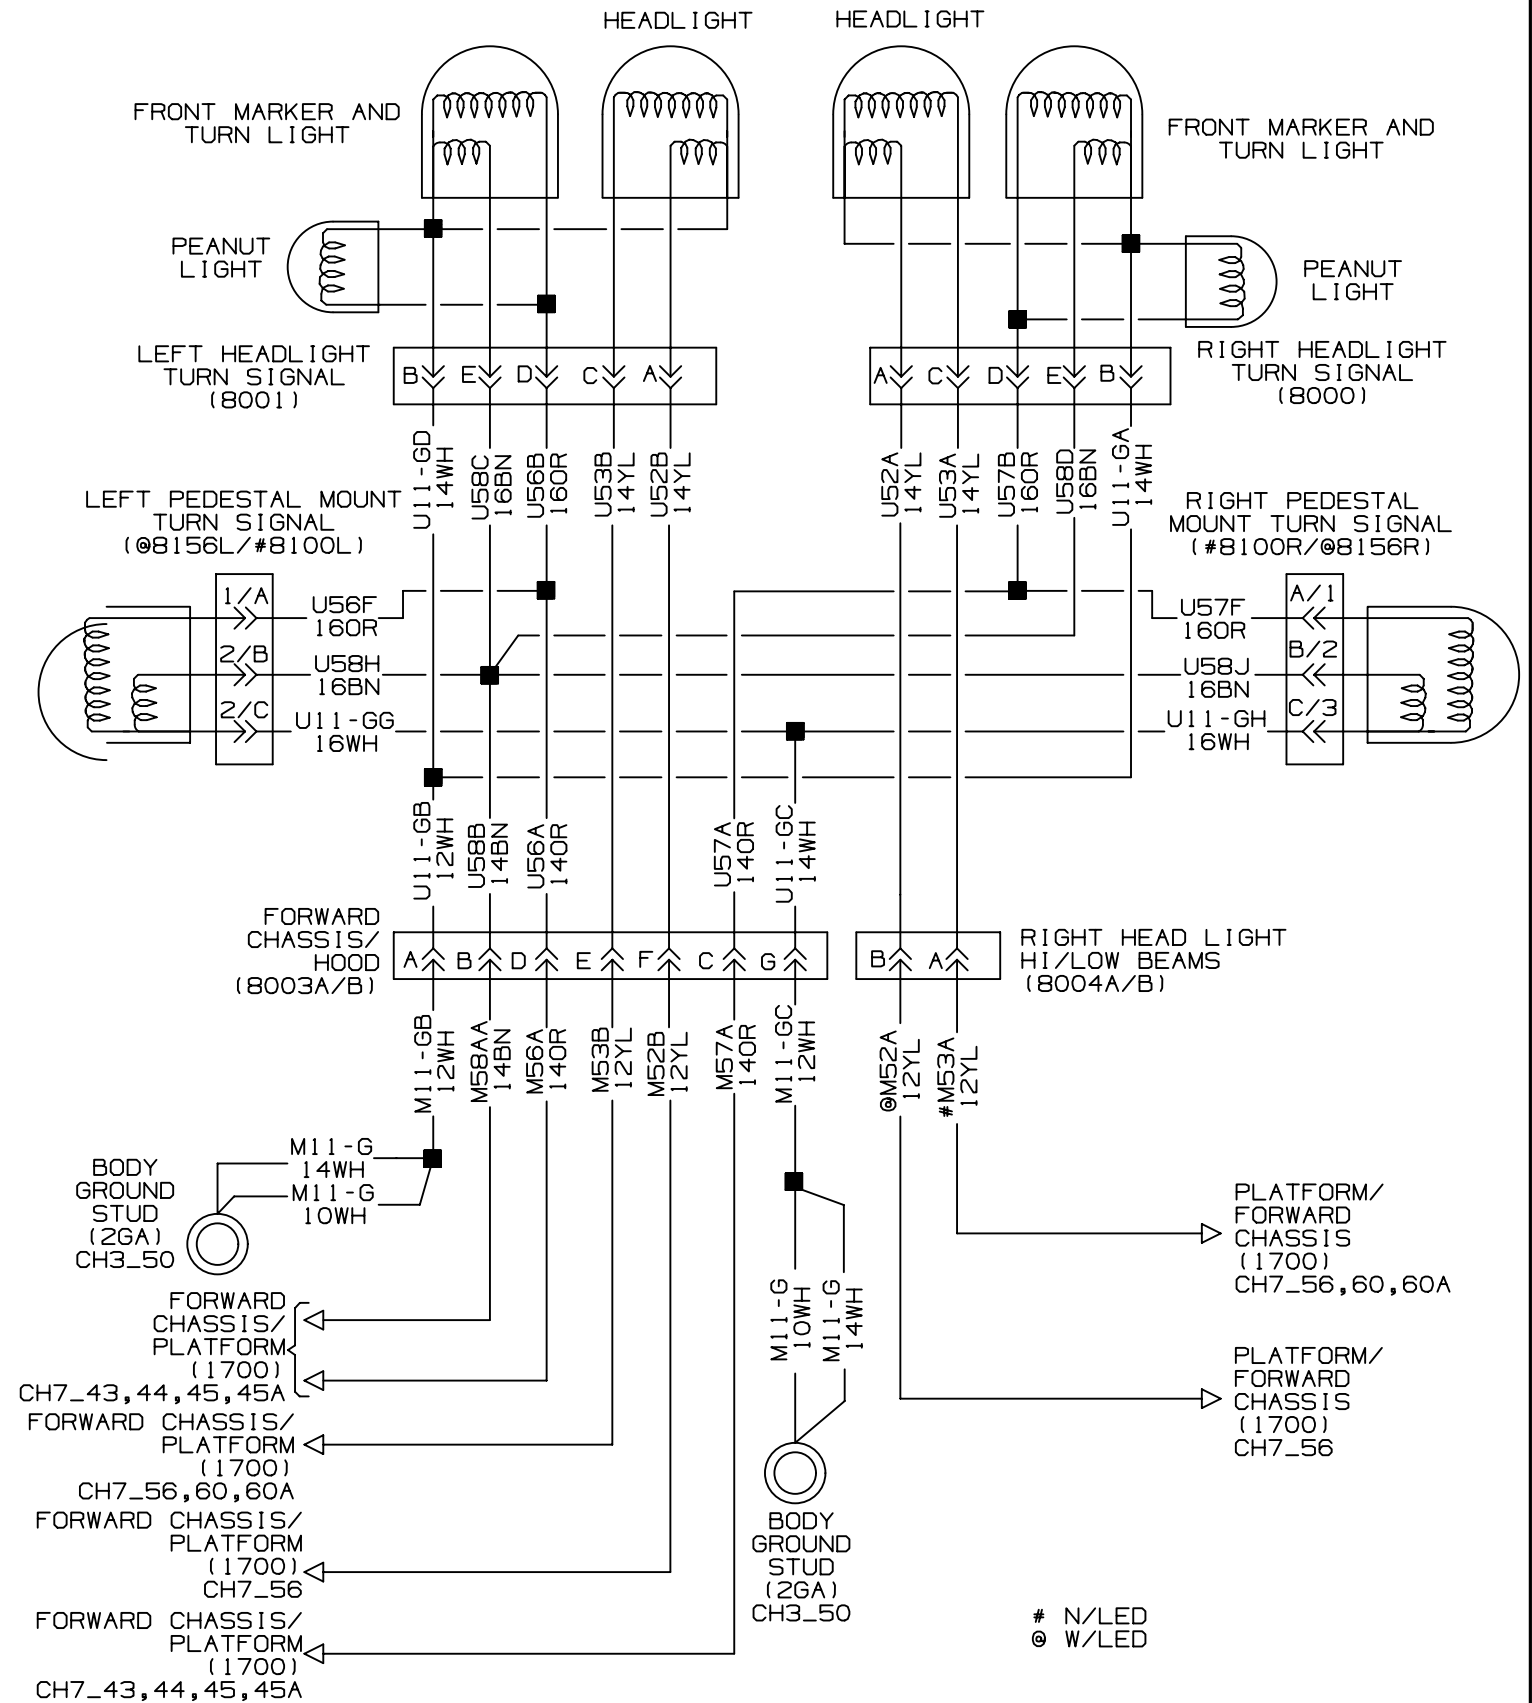 HEADLIGHT
HEADLIGHT
FRONT MARKER AND
TURN LIGHT
FRONT MARKER AND
TURN LIGHT
PEANUT
LIGHT
PEANUT
LIGHT
LEFT HEADLIGHT
TURN SIGNAL
(8001)
B E D C A
A C D E B
RIGHT HEADLIGHT
TURN SIGNAL
(8000)
U11-GD
14WH
U58C
16BN
U56B
16OR
U53B
14YL
U52B
14YL
U52A
14YL
U53A
14YL
U57B
16OR
U58D
16BN
U11-GA
14WH
LEFT PEDESTAL MOUNT
TURN SIGNAL
(@8156L/#8100L)
RIGHT PEDESTAL
MOUNT TURN SIGNAL
(#8100R/@8156R)
1/A
U56F
16OR
2/B
U58H
16BN
2/C
U11-GG
16WH
U57F
16OR
A/1
U58J
16BN
B/2
U11-GH
16WH
C/3
U11-GB
12WH
U58B
14BN
U56A
14OR
U57A
14OR
U11-GC
14WH
FORWARD
CHASSIS/
HOOD
(8003A/B)
A B D E F C G
B A
RIGHT HEAD LIGHT
HI/LOW BEAMS
(8004A/B)
M11-GB
12WH
M58AA
14BN
M56A
14OR
M53B
12YL
M52B
12YL
M57A
14OR
M11-GC
12WH
@M52A
12YL
#M53A
12YL
M11-G
14WH
M11-G
10WH
BODY
GROUND
STUD
(2GA)
CH3_50
PLATFORM/
FORWARD
CHASSIS
(1700)
CH7_56,60,60A
M11-G
10WH
M11-G
14WH
FORWARD
CHASSIS/
PLATFORM
(1700)
CH7_43,44,45,45A
PLATFORM/
FORWARD
CHASSIS
(1700)
CH7_56
FORWARD CHASSIS/
PLATFORM
(1700)
CH7_56,60,60A
FORWARD CHASSIS/
PLATFORM
(1700)
CH7_56
BODY
GROUND
STUD
(2GA)
CH3_50
FORWARD CHASSIS/
PLATFORM
(1700)
CH7_43,44,45,45A
# N/LED
@ W/LED